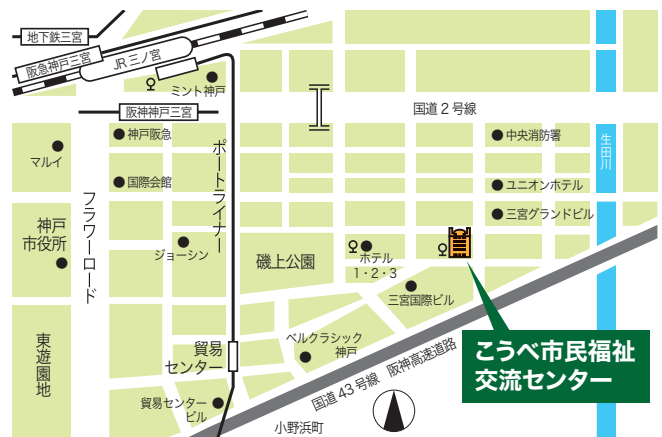 地下鉄三宮
阪急神戸三宮
JR 三ノ宮
ミント神戸
阪神神戸三宮
国道2号線
神戸阪急
中央消防署
マルイ
ポートライナー
生田川
国際会館
ユニオンホテル
フラワーロード
三宮グランドビル
神戸
市役所
ジョーシン
磯上公園
ホテル
1・2・3
三宮国際ビル
東遊園地
貿易
センター
ベルクラシック
神戸
国道43号線 阪神高速道路
こうべ市民福祉
交流センター
貿易センター
ビル
小野浜町